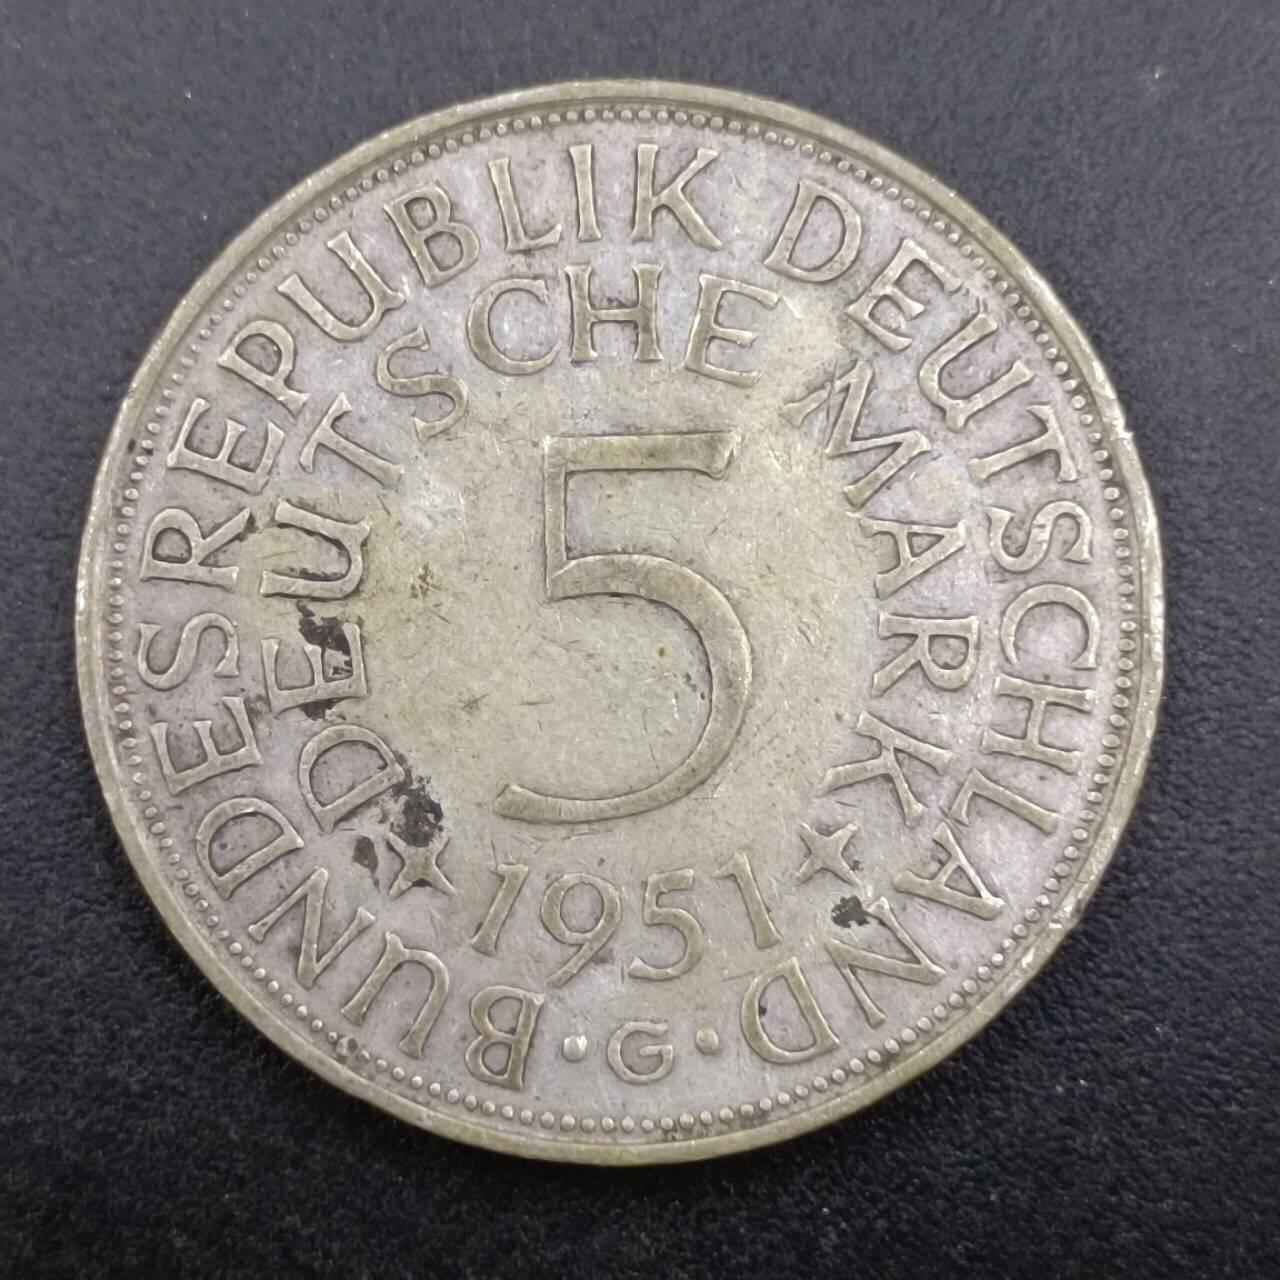 BUNDESREPUBLIK DEUTSCHLAND
DEUTSCHE MARK
5
1951
G